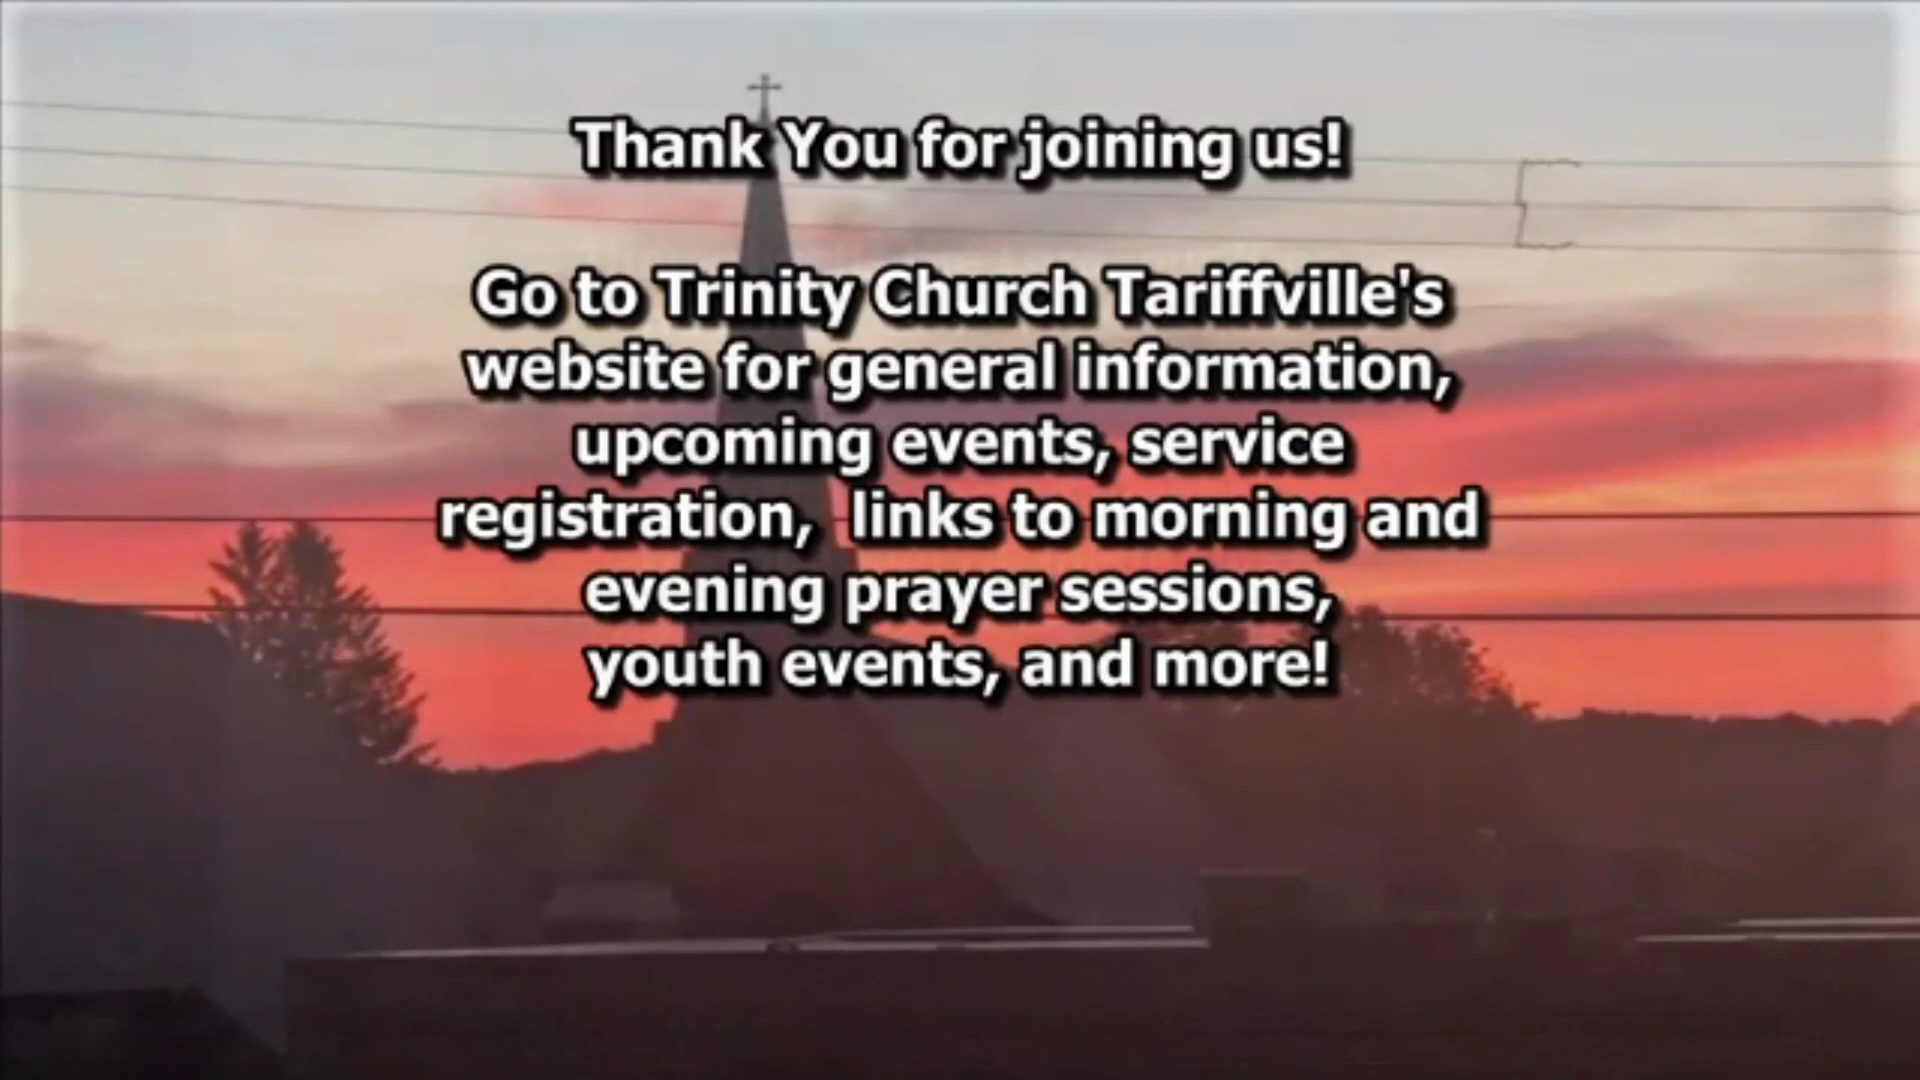 Thank You for joining us!
Go to Trinity Church Tariffville's
website for general information,
upcoming events, service
registration,  links to morning and
evening prayer sessions,
youth events, and more!